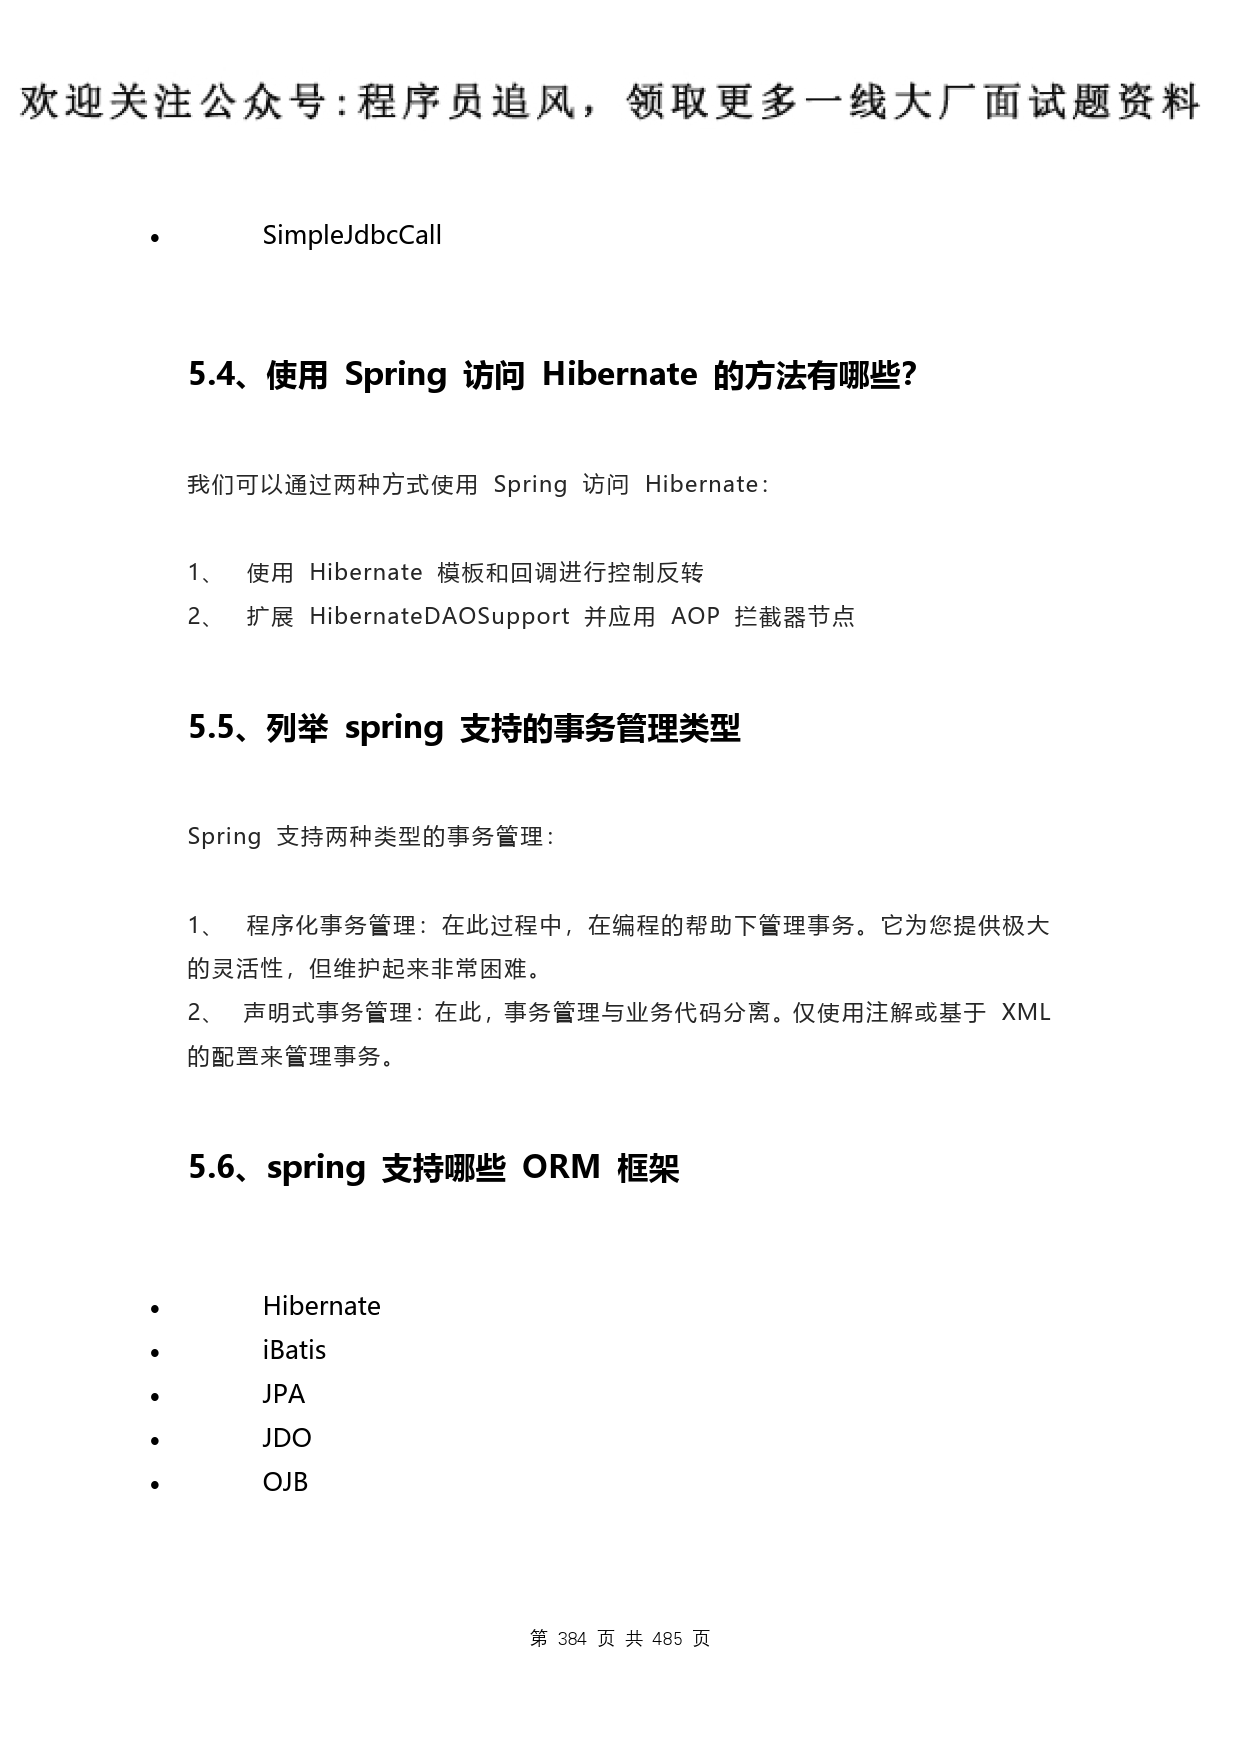 欢迎关注公众号:程序员追风，领取更多一线大厂面试题资料
• SimpleJdbcCall
5.4、使用 Spring 访问 Hibernate 的方法有哪些？
我们可以通过两种方式使用 Spring 访问 Hibernate：
1、 使用 Hibernate 模板和回调进行控制反转
2、 扩展 HibernateDAOSupport 并应用 AOP 拦截器节点
5.5、列举 spring 支持的事务管理类型
Spring 支持两种类型的事务管理：
1、 程序化事务管理：在此过程中，在编程的帮助下管理事务。它为您提供极大
的灵活性，但维护起来非常困难。
2、 声明式事务管理：在此，事务管理与业务代码分离。仅使用注解或基于 XML
的配置来管理事务。
5.6、spring 支持哪些 ORM 框架
• Hibernate
• iBatis
• JPA
• JDO
• OJB
第 384 页 共 485 页